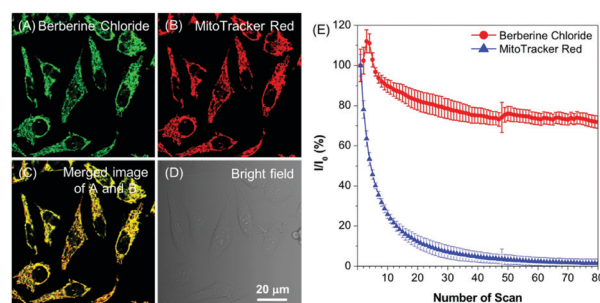 (A) Berberine Chloride
(B) MitoTracker Red
(C) Merged image
of A and B
(D) Bright field
20 μm
(E)
Berberine Chloride
MitoTracker Red
I/I₀ (%)
120
100
80
60
40
20
0
10 20 30 40 50 60 70 80
Number of Scan